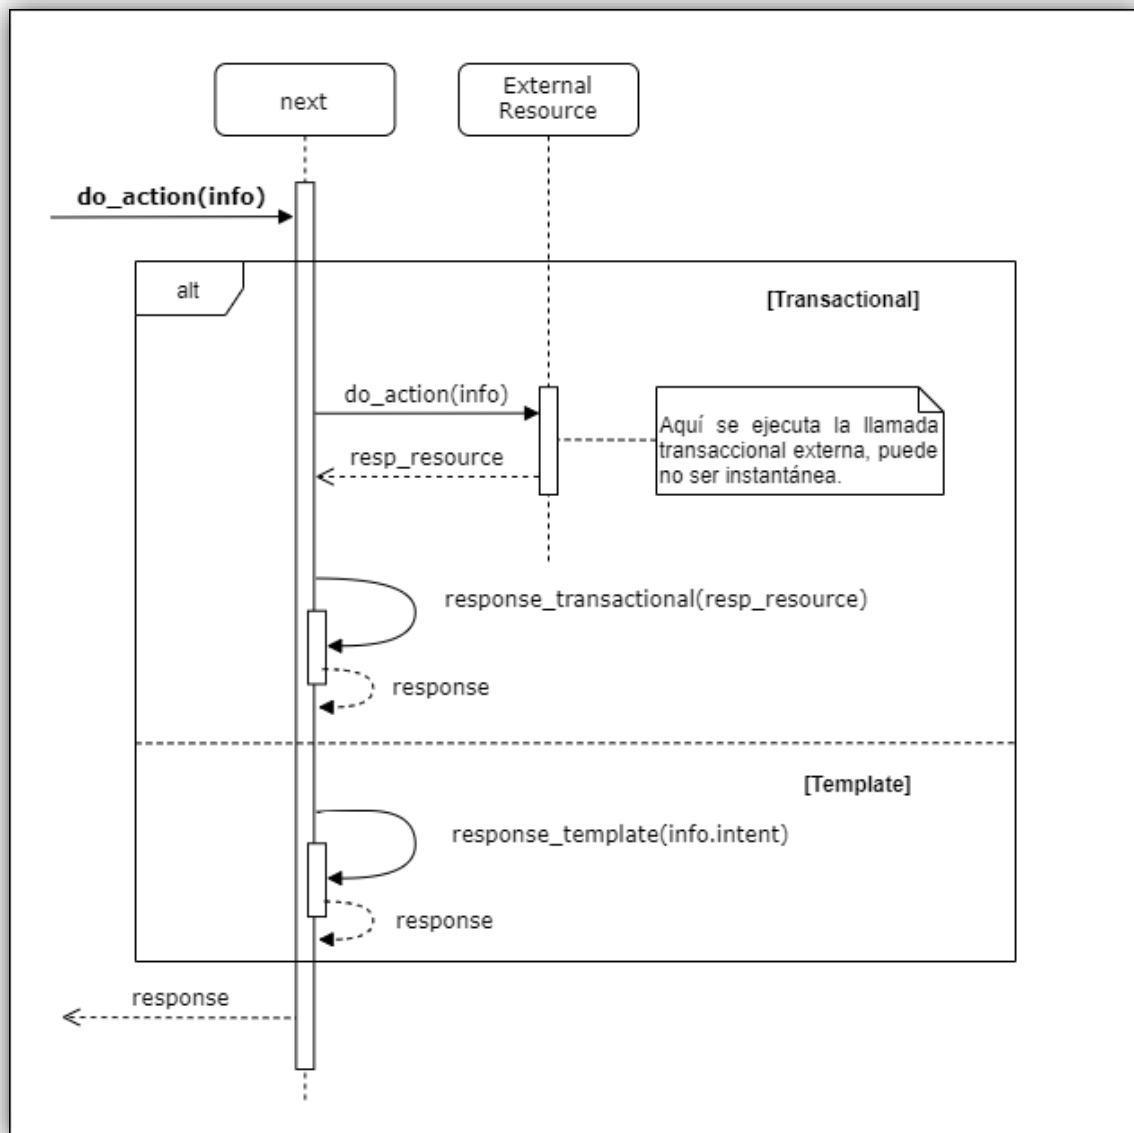 next
External
Resource
do_action(info)
alt
[Transactional]
do_action(info)
Aquí se ejecuta la llamada
transaccional externa, puede
no ser instantánea.
resp_resource
response_transactional(resp_resource)
response
[Template]
response_template(info.intent)
response
response